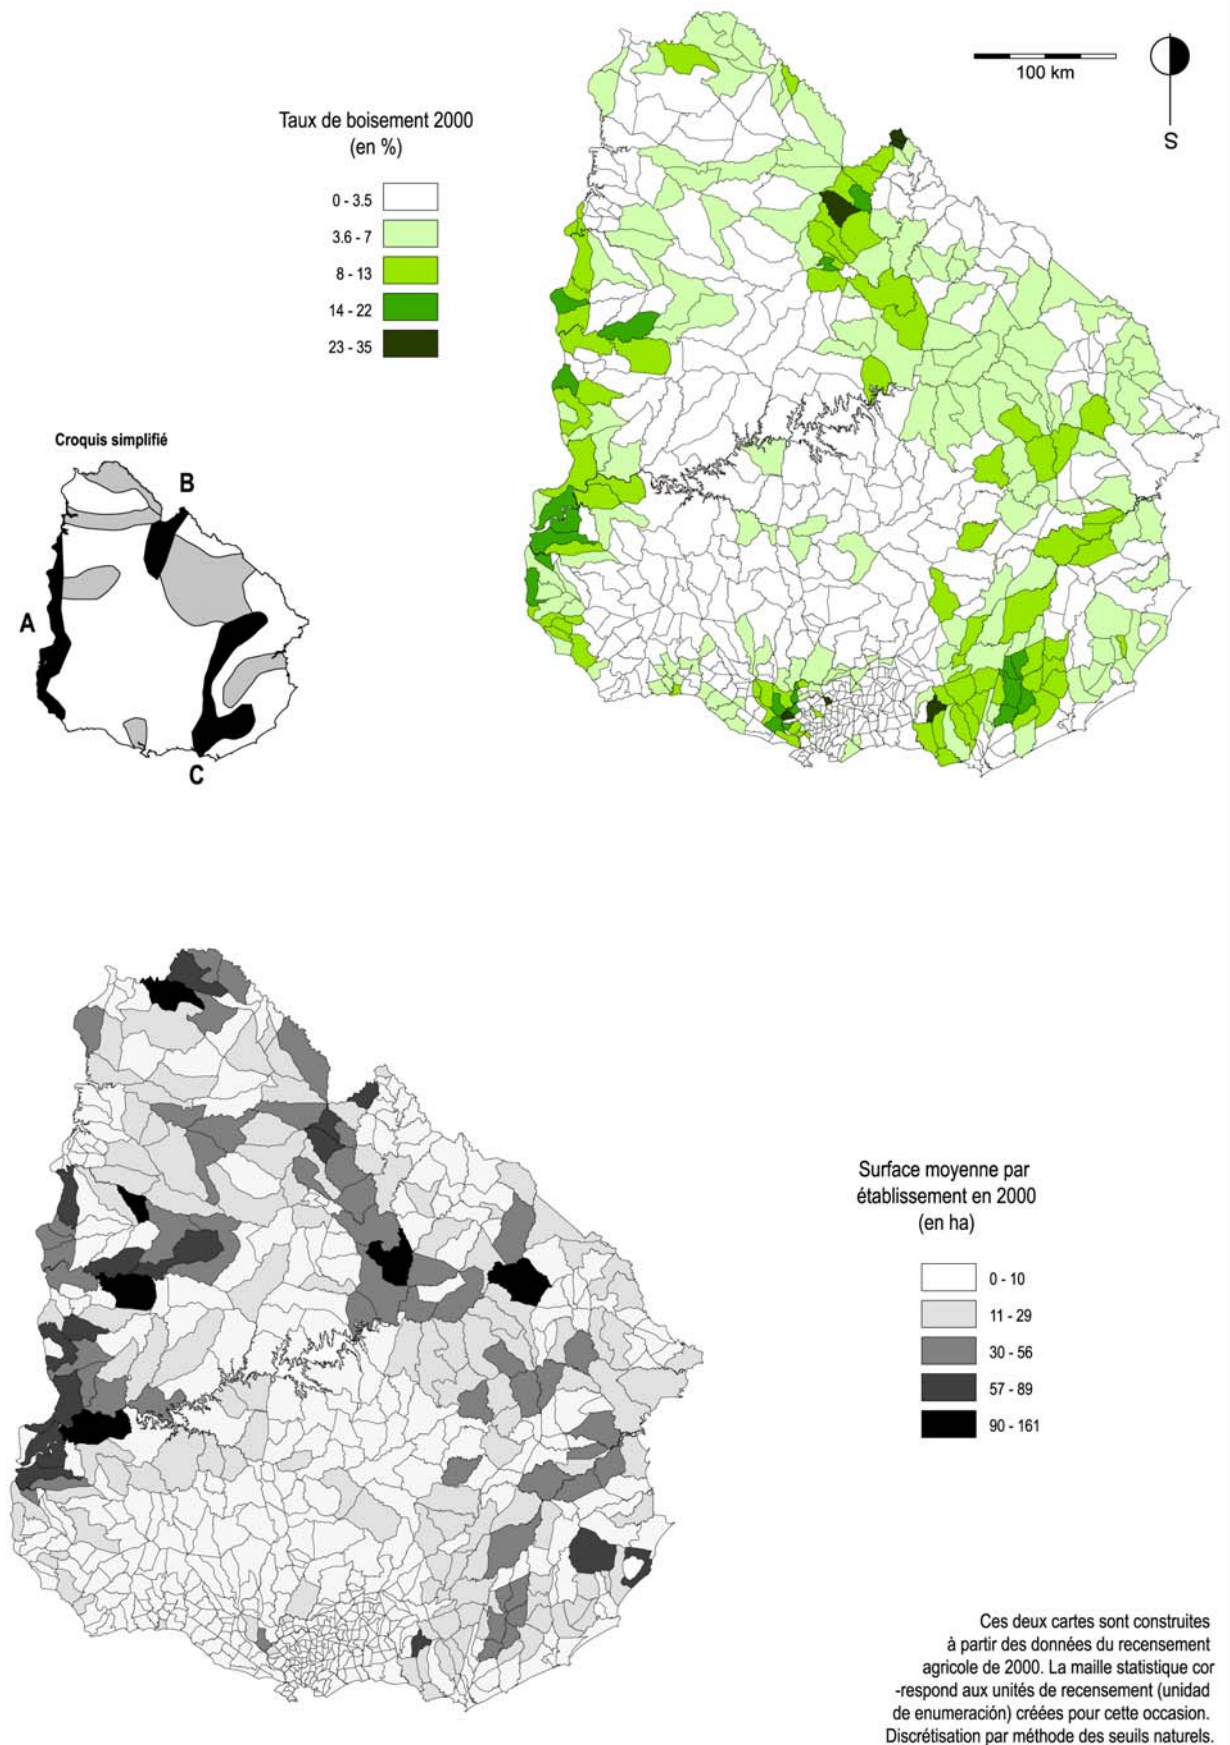 100 km
S
Taux de boisement 2000
(en %)
0 - 3.5
3.6 - 7
8 - 13
14 - 22
23 - 35
Croquis simplifié
B
A
C
Surface moyenne par
établissement en 2000
(en ha)
0 - 10
11 - 29
30 - 56
57 - 89
90 - 161
Ces deux cartes sont construites
à partir des données du recensement
agricole de 2000. La maille statistique cor
-respond aux unités de recensement (unidad
de enumeración) créées pour cette occasion.
Discrétisation par méthode des seuils naturels.